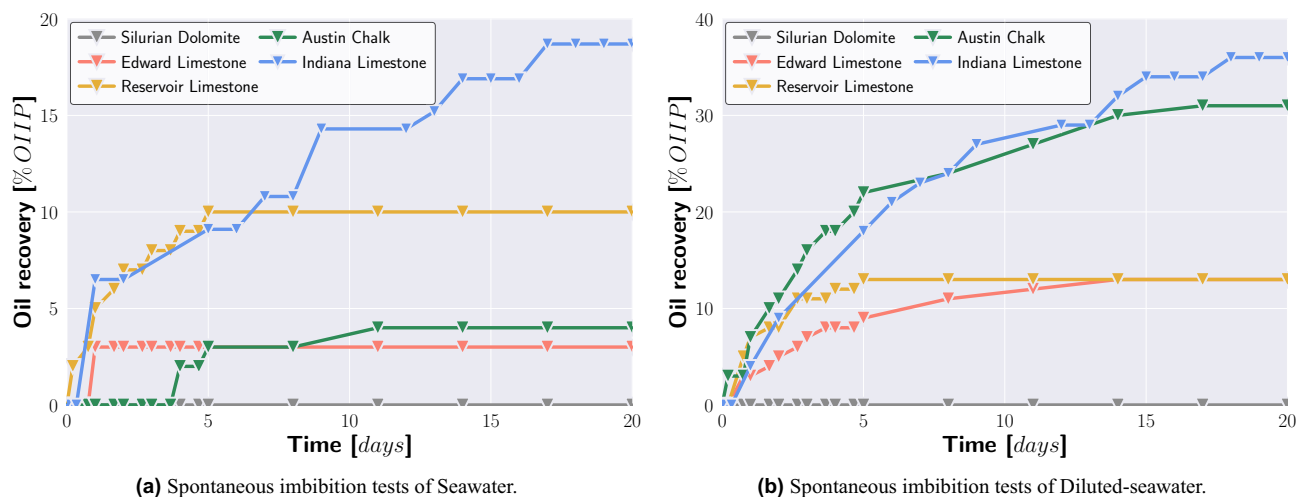 20
15
10
5
0
Oil recovery [% OIIP]
Silurian Dolomite
Edward Limestone
Reservoir Limestone
Austin Chalk
Indiana Limestone
0 5 10 15 20
Time [days]
(a) Spontaneous imbibition tests of Seawater.
40
30
20
10
0
Oil recovery [% OIIP]
Silurian Dolomite
Edward Limestone
Reservoir Limestone
Austin Chalk
Indiana Limestone
0 5 10 15 20
Time [days]
(b) Spontaneous imbibition tests of Diluted-seawater.